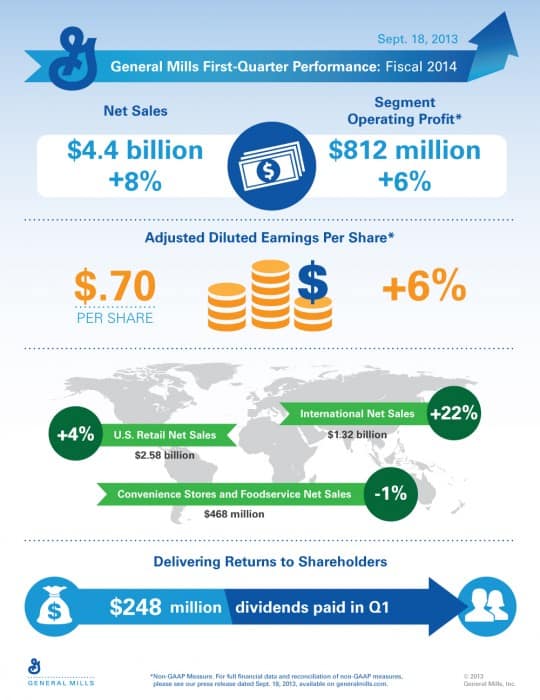 Sept. 18, 2013
General Mills First-Quarter Performance: Fiscal 2014
Net Sales
$4.4 billion
+8%
$
Segment
Operating Profit*
$812 million
+6%
Adjusted Diluted Earnings Per Share*
$.70
PER SHARE
$
+6%
International Net Sales
+22%
$1.32 billion
+4%
U.S. Retail Net Sales
$2.58 billion
Convenience Stores and Foodservice Net Sales
-1%
$468 million
Delivering Returns to Shareholders
$
$248 million dividends paid in Q1
GENERAL MILLS
*Non-GAAP Measure. For full financial data and reconciliation of non-GAAP measures,
please see our press release dated Sept. 18, 2013, available on generalmills.com.
© 2013
General Mills, Inc.